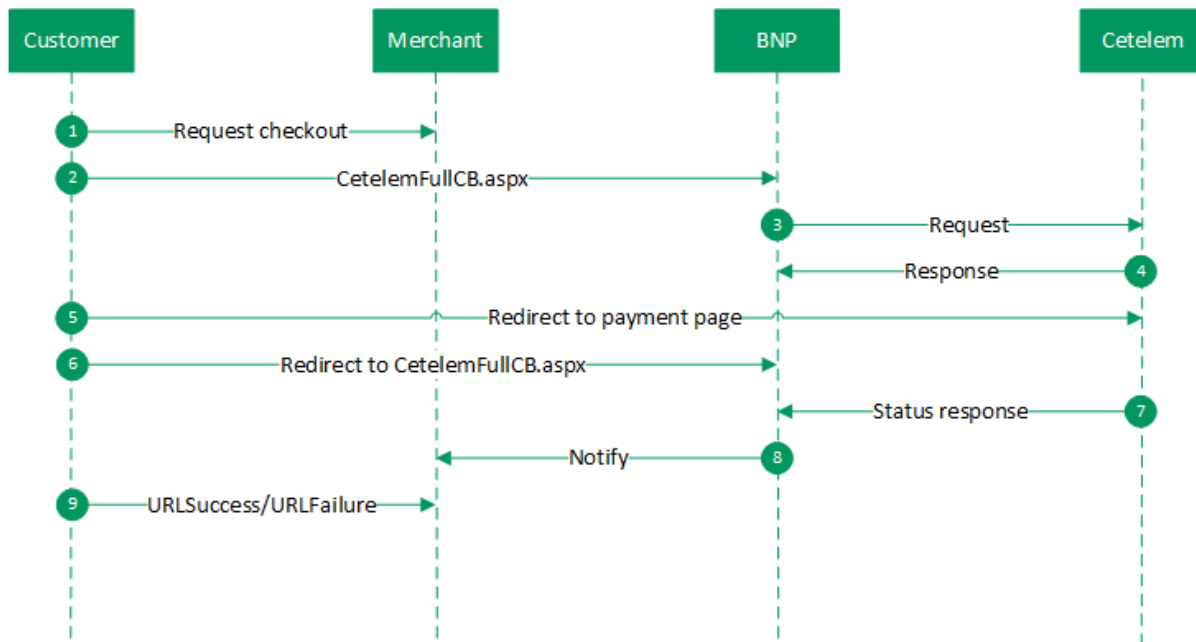 Customer
Merchant
BNP
Cetelem
1 Request checkout
2 CetelemFullCB.aspx
3 Request
Response 4
5 Redirect to payment page
6 Redirect to CetelemFullCB.aspx
Status response 7
Notify 8
9 URLSuccess/URLFailure